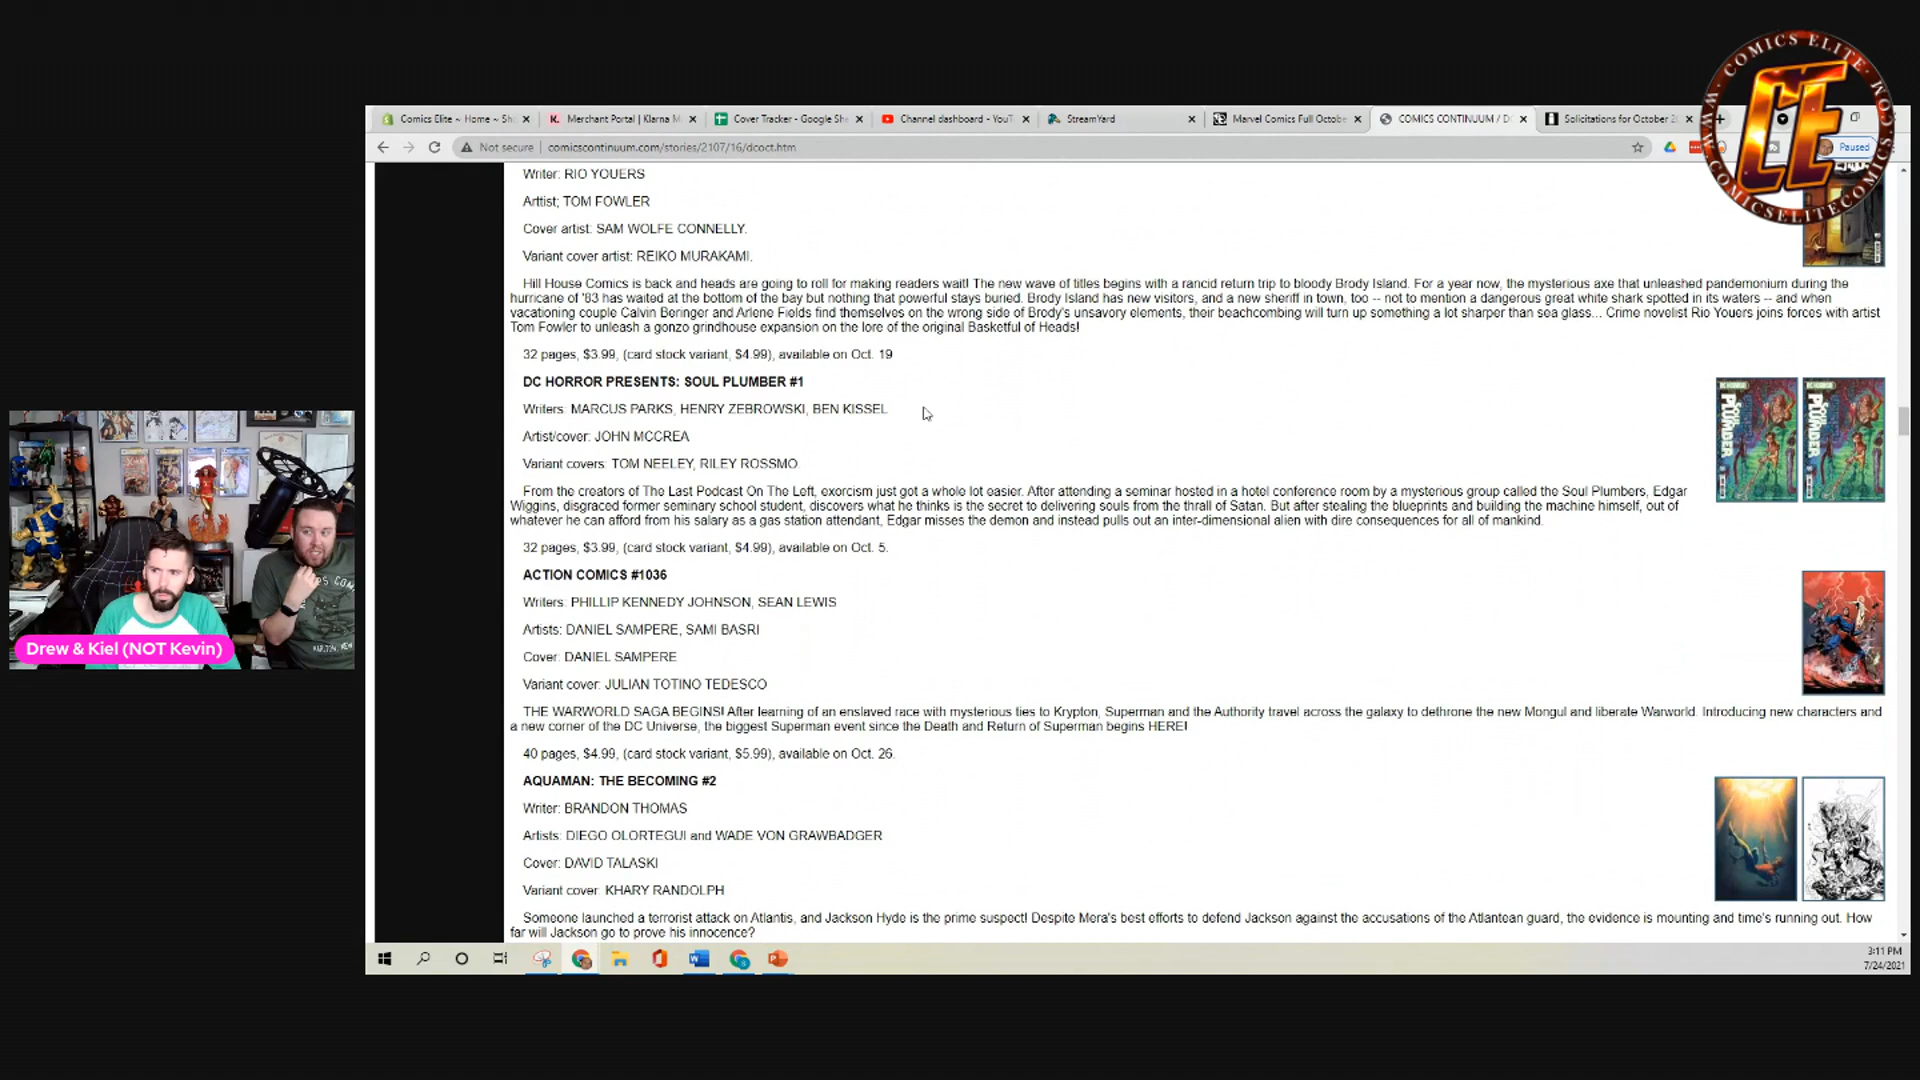 COMICS ELITE
WWW.COMICSELITECOMICS.COM
CE
Comics Elite ~ Home ~ Sh
Merchant Portal | Klarna M
Cover Tracker - Google She
Channel dashboard - YouT
StreamYard
Marvel Comics Full October
COMICS CONTINUUM / D
Solicitations for October 2
Not secure | comicscontinuum.com/stories/2107/16/dcoct.htm
Paused
Writer: RIO YOUERS
Arttist; TOM FOWLER
Cover artist: SAM WOLFE CONNELLY.
Variant cover artist: REIKO MURAKAMI.
Hill House Comics is back and heads are going to roll for making readers wait! The new wave of titles begins with a rancid return trip to bloody Brody Island. For a year now, the mysterious axe that unleashed pandemonium during the
hurricane of '83 has waited at the bottom of the bay but nothing that powerful stays buried. Brody Island has new visitors, and a new sheriff in town, too -- not to mention a dangerous great white shark spotted in its waters -- and when
vacationing couple Calvin Beringer and Arlene Fields find themselves on the wrong side of Brody's unsavory elements, their beachcombing will turn up something a lot sharper than sea glass... Crime novelist Rio Youers joins forces with artist
Tom Fowler to unleash a gonzo grindhouse expansion on the lore of the original Basketful of Heads!
32 pages, $3.99, (card stock variant, $4.99), available on Oct. 19
DC HORROR PRESENTS: SOUL PLUMBER #1
Writers: MARCUS PARKS, HENRY ZEBROWSKI, BEN KISSEL
Artist/cover: JOHN MCCREA
Variant covers: TOM NEELEY, RILEY ROSSMO.
From the creators of The Last Podcast On The Left, exorcism just got a whole lot easier. After attending a seminar hosted in a hotel conference room by a mysterious group called the Soul Plumbers, Edgar
Wiggins, disgraced former seminary school student, discovers what he thinks is the secret to delivering souls from the thrall of Satan. But after stealing the blueprints and building the machine himself, out of
whatever he can afford from his salary as a gas station attendant, Edgar misses the demon and instead pulls out an inter-dimensional alien with dire consequences for all of mankind.
32 pages, $3.99, (card stock variant, $4.99), available on Oct. 5.
ACTION COMICS #1036
Writers: PHILLIP KENNEDY JOHNSON, SEAN LEWIS
Artists: DANIEL SAMPERE, SAMI BASRI
Cover: DANIEL SAMPERE
Variant cover: JULIAN TOTINO TEDESCO
THE WARWORLD SAGA BEGINS! After learning of an enslaved race with mysterious ties to Krypton, Superman and the Authority travel across the galaxy to dethrone the new Mongul and liberate Warworld. Introducing new characters and
a new corner of the DC Universe, the biggest Superman event since the Death and Return of Superman begins HERE!
40 pages, $4.99, (card stock variant, $5.99), available on Oct. 26.
AQUAMAN: THE BECOMING #2
Writer: BRANDON THOMAS
Artists: DIEGO OLORTEGUI and WADE VON GRAWBADGER
Cover: DAVID TALASKI
Variant cover: KHARY RANDOLPH
Someone launched a terrorist attack on Atlantis, and Jackson Hyde is the prime suspect! Despite Mera's best efforts to defend Jackson against the accusations of the Atlantean guard, the evidence is mounting and time's running out. How
far will Jackson go to prove his innocence?
Drew & Kiel (NOT Kevin)
3:11 PM
7/24/2021